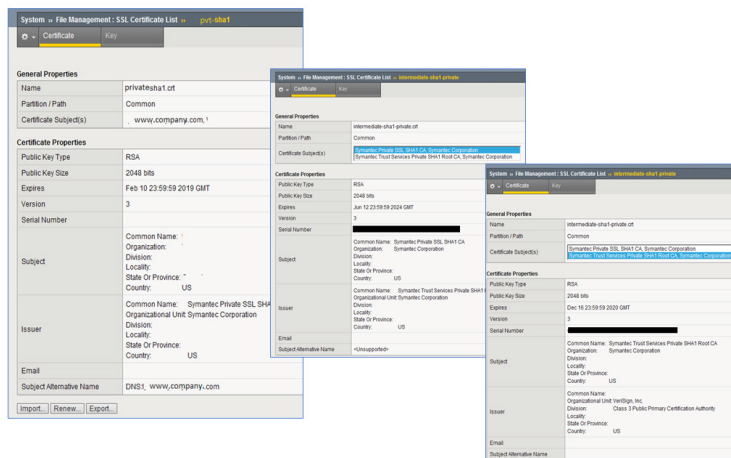 System » File Management : SSL Certificate List » pvt-sha1
Certificate Key
General Properties
Name privatesha1.crt
Partition / Path Common
Certificate Subject(s) www.company.com,
Certificate Properties
Public Key Type RSA
Public Key Size 2048 bits
Expires Feb 10 23:59:59 2019 GMT
Version 3
Serial Number
Subject
Common Name:
Organization:
Division:
Locality:
State Or Province:
Country: US
Issuer
Common Name: Symantec Private SSL SHA
Organizational Unit: Symantec Corporation
Division:
Locality:
State Or Province:
Country: US
Email
Subject Alternative Name DNS1, www.company.com
Import... Renew... Export...
System » File Management : SSL Certificate List » intermediate-sha1-private
Certificate Key
General Properties
Name intermediate-sha1-private.crt
Partition / Path Common
Certificate Subject(s)
Symantec Private SSL SHA1 CA, Symantec Corporation
Symantec Trust Services Private SHA1 Root CA, Symantec Corporation
Certificate Properties
Public Key Type RSA
Public Key Size 2048 bits
Expires Jun 12 23:59:59 2024 GMT
Version 3
Serial Number
Subject
Common Name: Symantec Private SSL SHA1 CA
Organization: Symantec Corporation
Division:
Locality:
State Or Province:
Country: US
Issuer
Common Name: Symantec Trust Services Private SHA1
Organizational Unit: Symantec Corporation
Division:
Locality:
State Or Province:
Country: US
Email
Subject Alternative Name <Unsupported>
System » File Management : SSL Certificate List » intermediate-sha1-private
Certificate Key
General Properties
Name intermediate-sha1-private.crt
Partition / Path Common
Certificate Subject(s)
Symantec Private SSL SHA1 CA, Symantec Corporation
Symantec Trust Services Private SHA1 Root CA, Symantec Corporation
Certificate Properties
Public Key Type RSA
Public Key Size 2048 bits
Expires Dec 16 23:59:59 2020 GMT
Version 3
Serial Number
Subject
Common Name: Symantec Trust Services Private SHA1 Root CA
Organization: Symantec Corporation
Division:
Locality:
State Or Province:
Country: US
Issuer
Common Name:
Organizational Unit: VeriSign, Inc.
Division: Class 3 Public Primary Certification Authority
Locality:
State Or Province:
Country: US
Email
Subject Alternative Name